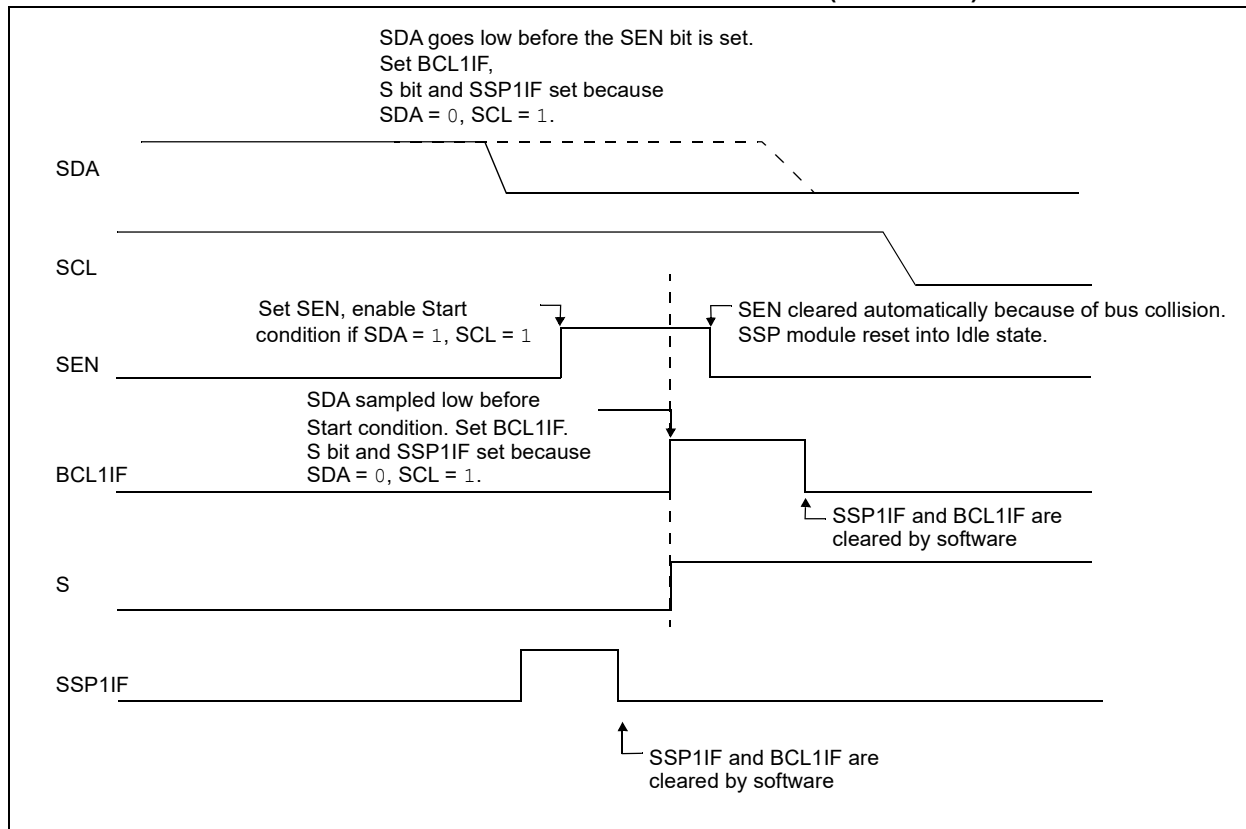 SDA goes low before the SEN bit is set.
Set BCL1IF,
S bit and SSP1IF set because
SDA = 0, SCL = 1.
SDA
SCL
Set SEN, enable Start
condition if SDA = 1, SCL = 1
SEN cleared automatically because of bus collision.
SSP module reset into Idle state.
SEN
SDA sampled low before
Start condition. Set BCL1IF.
S bit and SSP1IF set because
SDA = 0, SCL = 1.
BCL1IF
SSP1IF and BCL1IF are
cleared by software
S
SSP1IF
SSP1IF and BCL1IF are
cleared by software